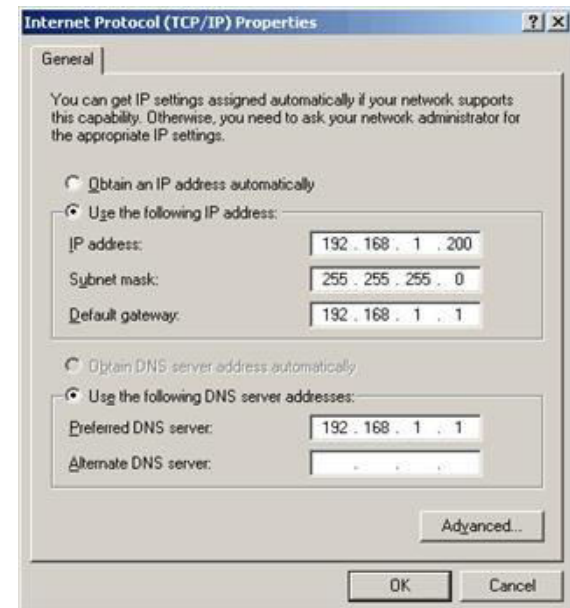 Internet Protocol (TCP/IP) Properties
General
You can get IP settings assigned automatically if your network supports
this capability. Otherwise, you need to ask your network administrator for
the appropriate IP settings.
Obtain an IP address automatically
Use the following IP address:
IP address: 192 . 168 . 1 . 200
Subnet mask: 255 . 255 . 255 . 0
Default gateway: 192 . 168 . 1 . 1
Obtain DNS server address automatically
Use the following DNS server addresses:
Preferred DNS server: 192 . 168 . 1 . 1
Alternate DNS server: . . .
Advanced...
OK Cancel